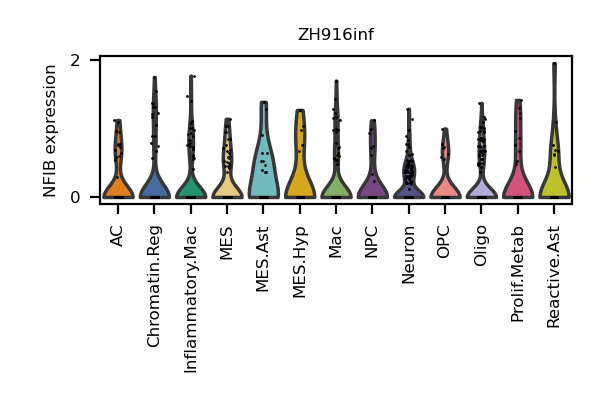 ZH916inf
NFIB expression
2
0
AC
Chromatin.Reg
Inflammatory.Mac
MES
MES.Ast
MES.Hyp
Mac
NPC
Neuron
OPC
Oligo
Prolif.Metab
Reactive.Ast